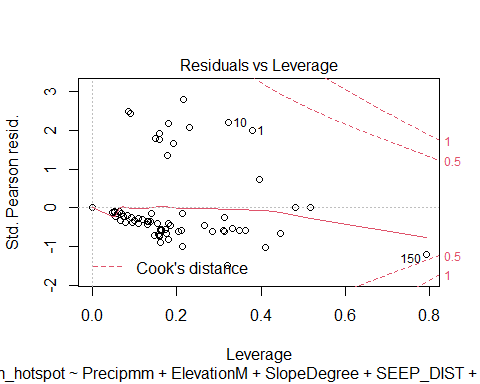 Residuals vs Leverage
Std. Pearson resid.
3
2
1
0
-1
-2
10
1
150
1
0.5
0.5
1
Cook's distance
0.0 0.2 0.4 0.6 0.8
Leverage
n_hotspot ~ Precipmm + ElevationM + SlopeDegree + SEEP_DIST +